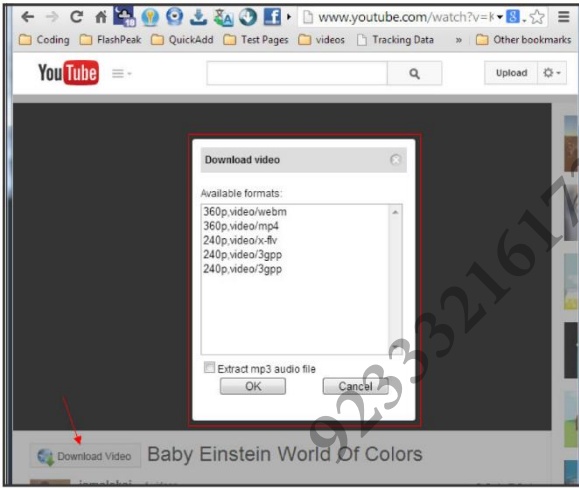 www.youtube.com/watch?v=k
Coding FlashPeak QuickAdd Test Pages videos Tracking Data » Other bookmarks
YouTube Upload
Download video
Available formats:
360p,video/webm
360p,video/mp4
240p,video/x-flv
240p,video/3gpp
240p,video/3gpp
Extract mp3 audio file
OK Cancel
Download Video Baby Einstein World Of Colors